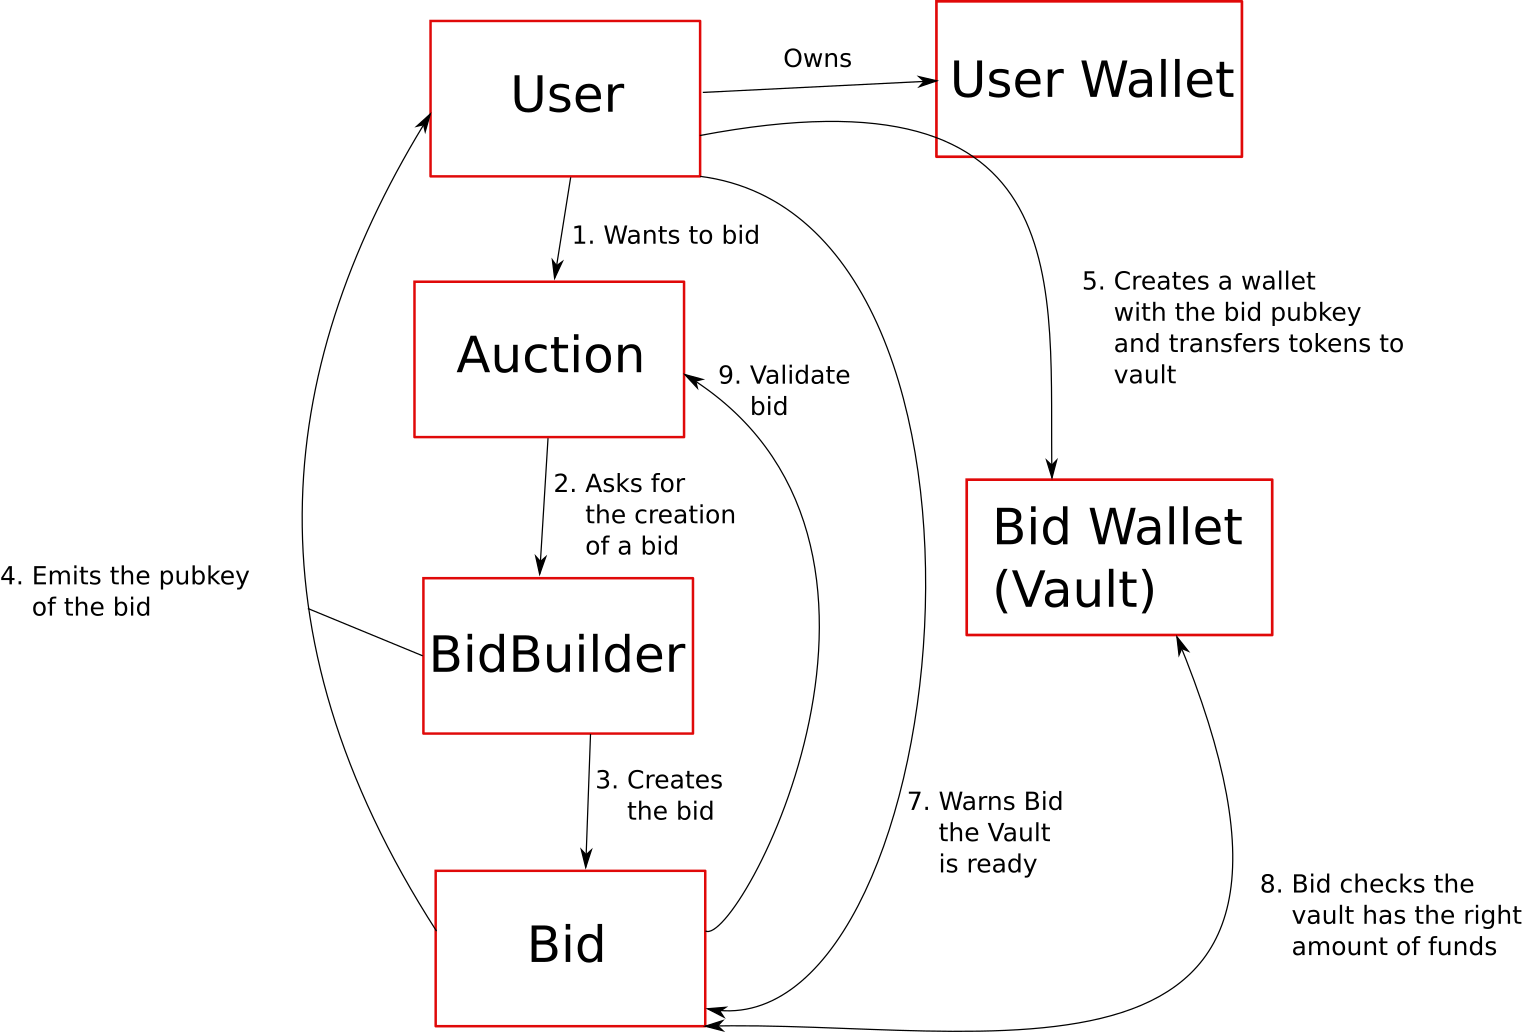 User
Owns
User Wallet
1. Wants to bid
5. Creates a wallet
with the bid pubkey
and transfers tokens to
vault
Auction
9. Validate
bid
2. Asks for
the creation
of a bid
Bid Wallet
(Vault)
4. Emits the pubkey
of the bid
BidBuilder
3. Creates
the bid
7. Warns Bid
the Vault
is ready
8. Bid checks the
vault has the right
amount of funds
Bid